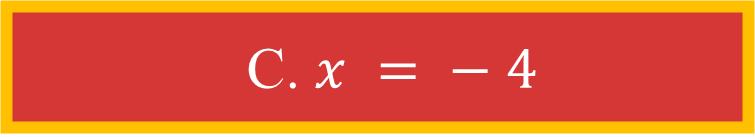 C. x = − 4